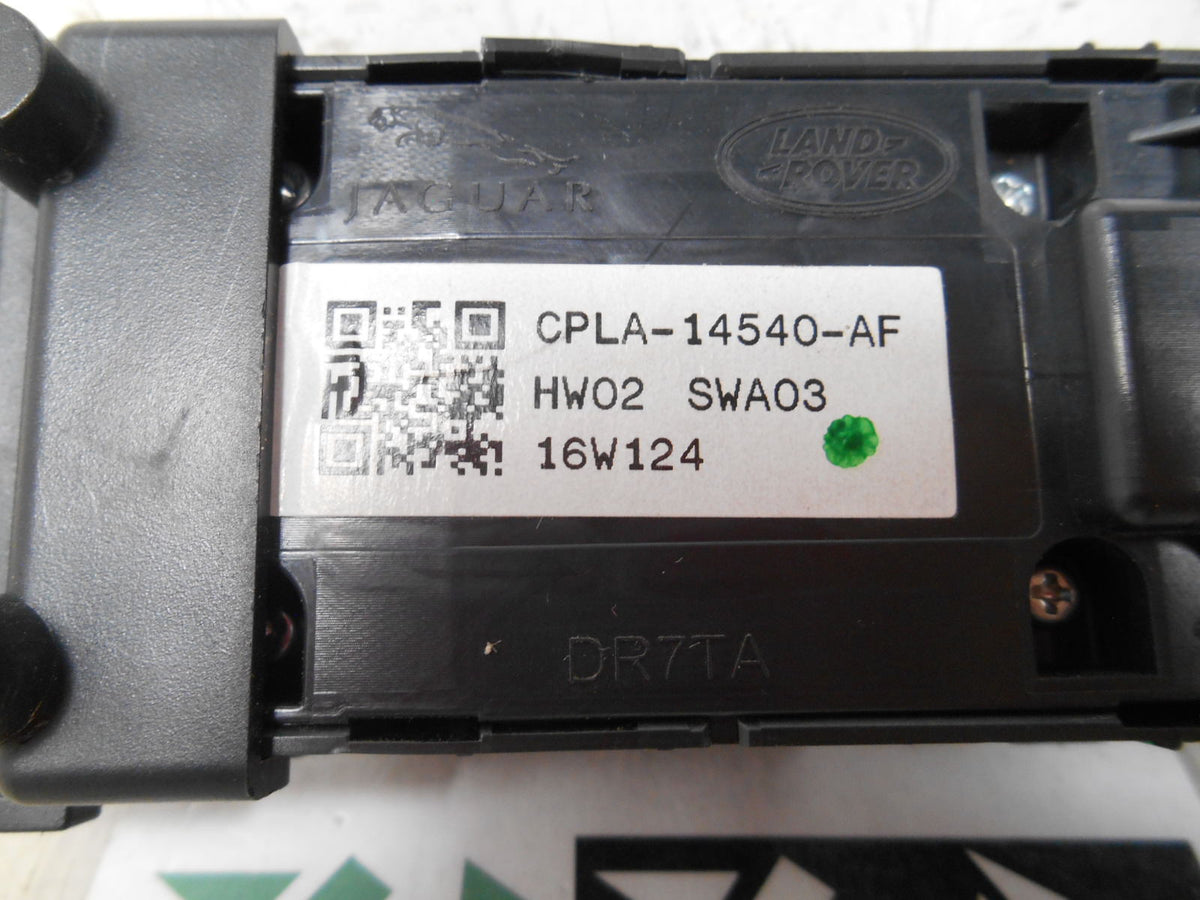 JAGUAR
LAND
ROVER
CPLA-14540-AF
HW02 SWA03
16W124
DR7TA